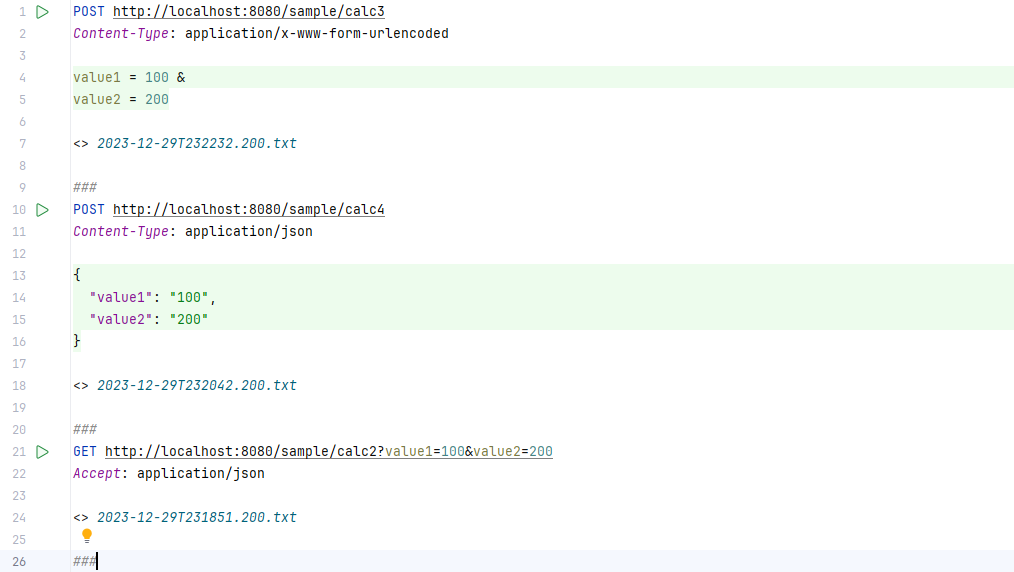 1 POST http://localhost:8080/sample/calc3
2 Content-Type: application/x-www-form-urlencoded
3
4 value1 = 100 &
5 value2 = 200
6
7 <> 2023-12-29T232232.200.txt
8
9 ###
10 POST http://localhost:8080/sample/calc4
11 Content-Type: application/json
12
13 {
14   "value1": "100",
15   "value2": "200"
16 }
17
18 <> 2023-12-29T232042.200.txt
19
20 ###
21 GET http://localhost:8080/sample/calc2?value1=100&value2=200
22 Accept: application/json
23
24 <> 2023-12-29T231851.200.txt
25
26 ###